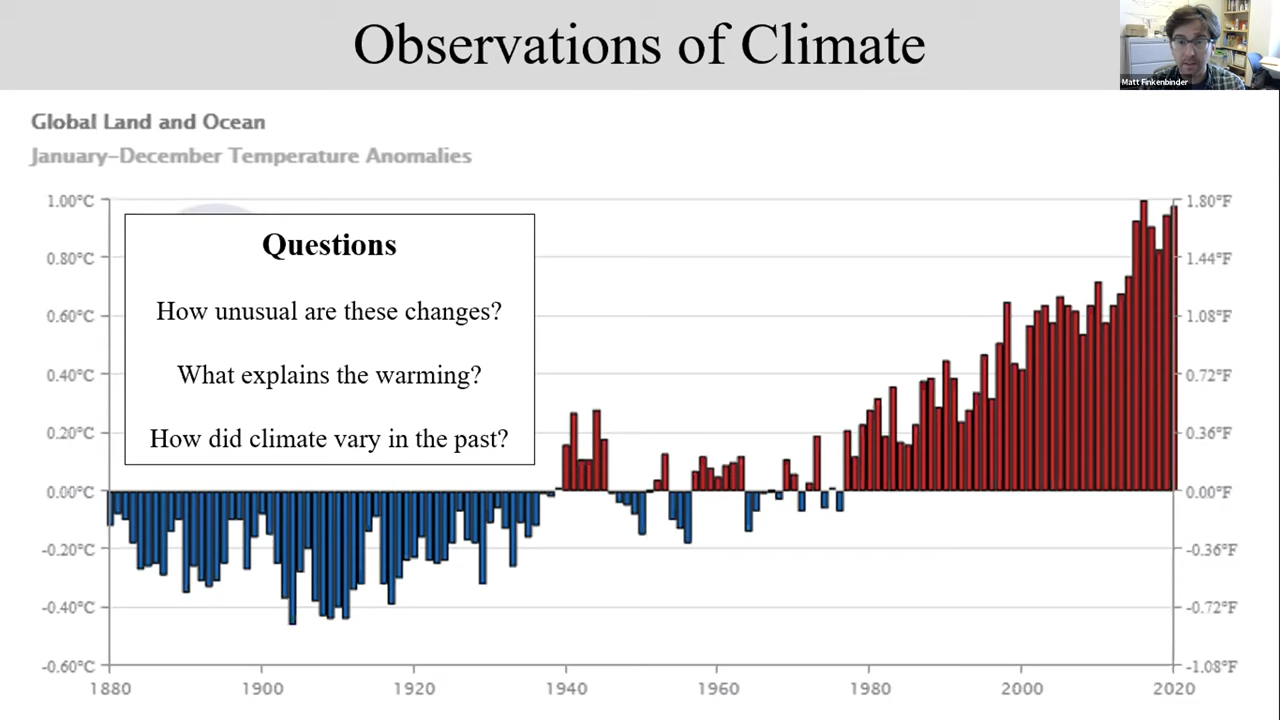 Observations of Climate
Matt Finkenbinder
Global Land and Ocean
January–December Temperature Anomalies
Questions
How unusual are these changes?
What explains the warming?
How did climate vary in the past?
1.00°C 1.80°F
0.80°C 1.44°F
0.60°C 1.08°F
0.40°C 0.72°F
0.20°C 0.36°F
0.00°C 0.00°F
-0.20°C -0.36°F
-0.40°C -0.72°F
-0.60°C -1.08°F
1880 1900 1920 1940 1960 1980 2000 2020